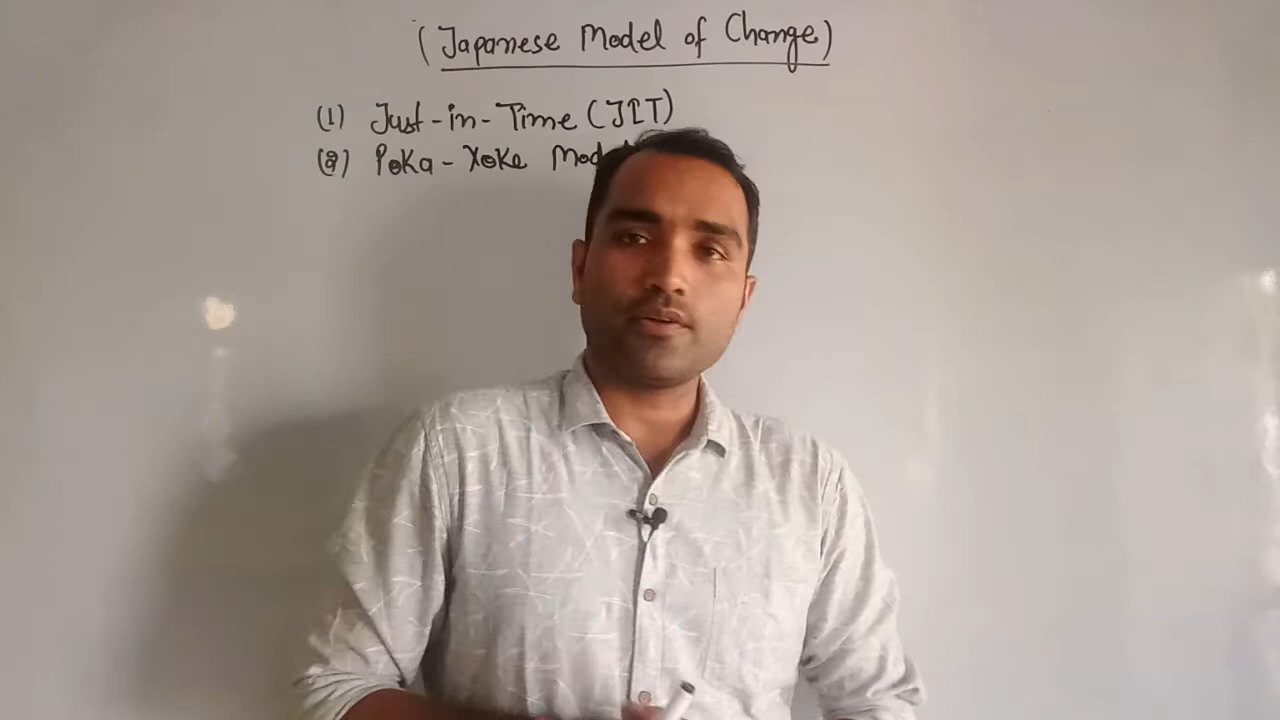 (Japanese Model of Change)
(1) Just-in-Time (JIT)
(2) Poka-Yoke